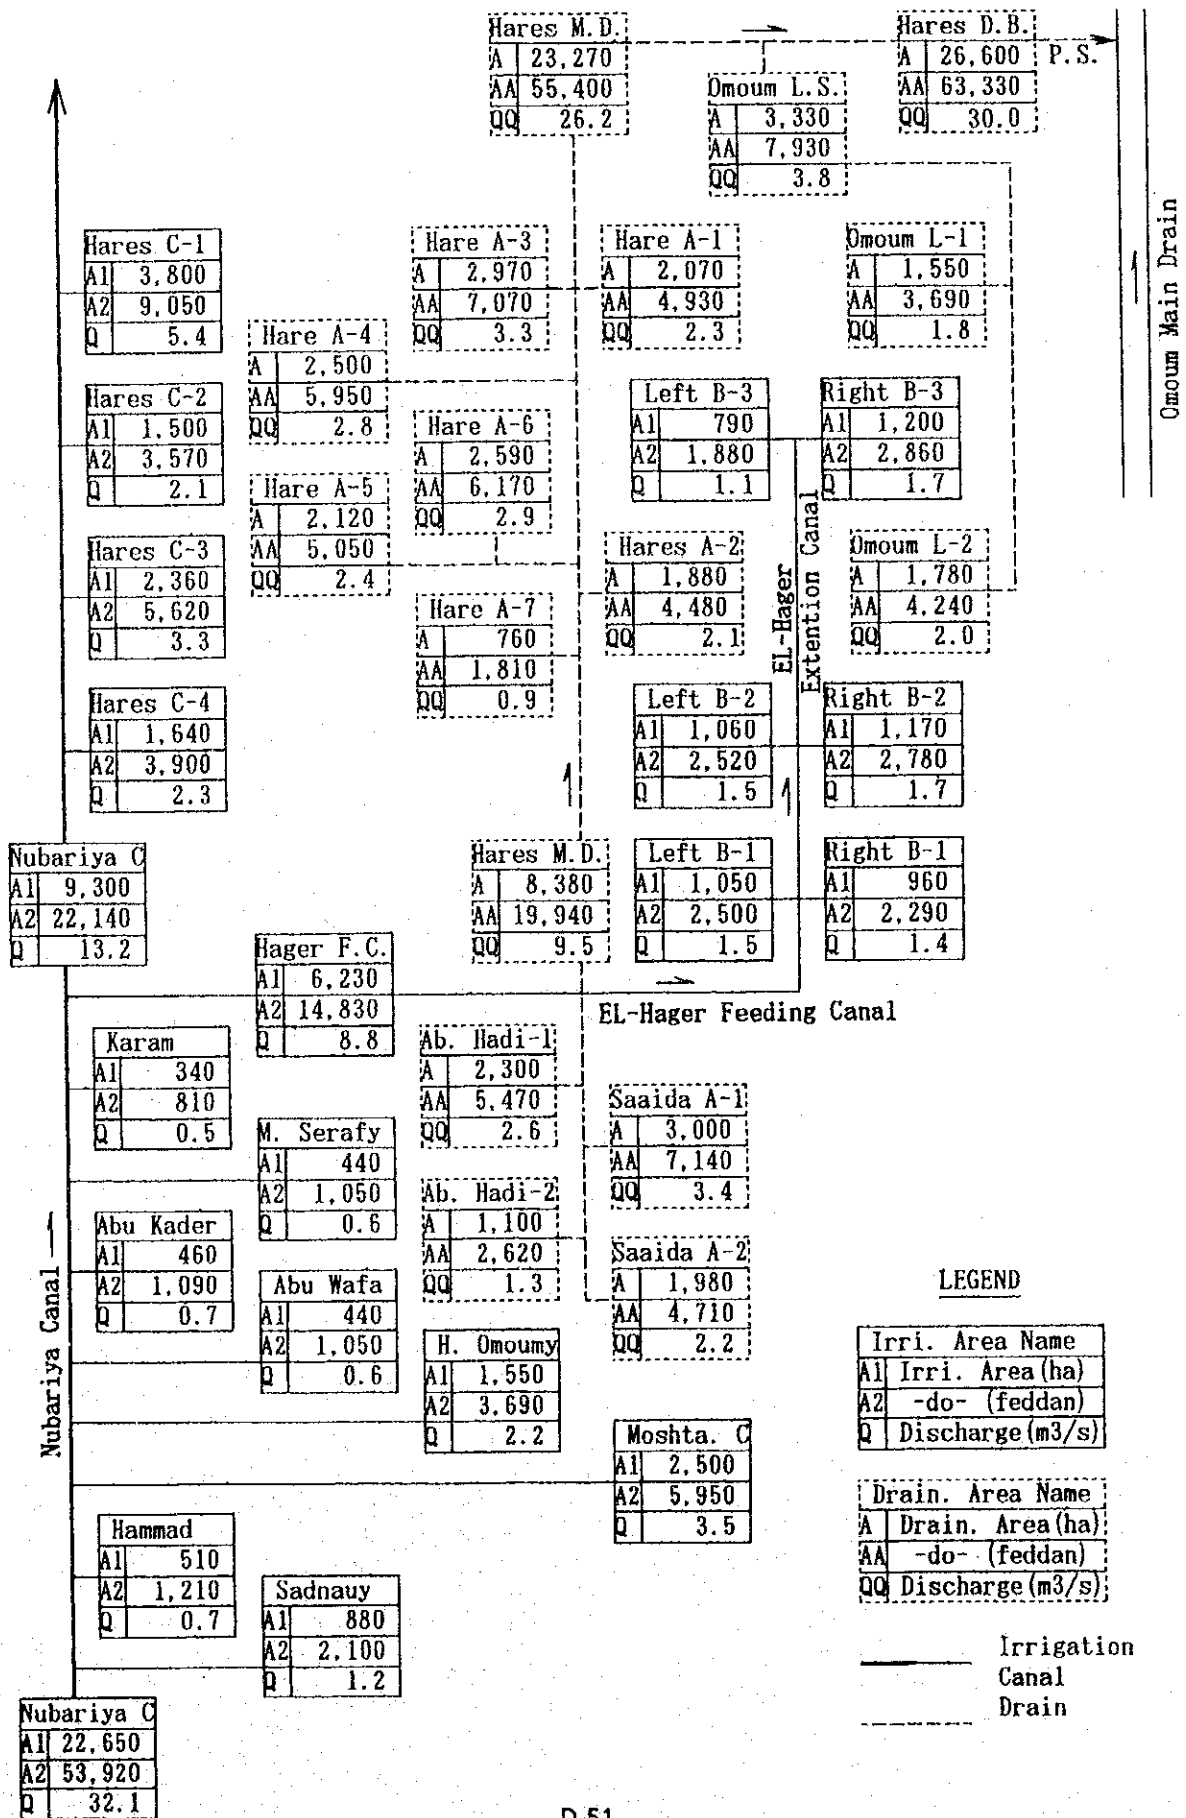 Hares M.D.
A 23,270
AA 55,400
QQ 26.2
Hares D.B.
A 26,600
AA 63,330
QQ 30.0
P.S.
Omoum L.S.
A 3,330
AA 7,930
QQ 3.8
Omoum Main Drain
Hares C-1
A1 3,800
A2 9,050
Q 5.4
Hare A-3
A 2,970
AA 7,070
QQ 3.3
Hare A-1
A 2,070
AA 4,930
QQ 2.3
Omoum L-1
A 1,550
AA 3,690
QQ 1.8
Hare A-4
A 2,500
AA 5,950
QQ 2.8
Hares C-2
A1 1,500
A2 3,570
Q 2.1
Hare A-6
A 2,590
AA 6,170
QQ 2.9
Left B-3
A1 790
A2 1,880
Q 1.1
Right B-3
A1 1,200
A2 2,860
Q 1.7
Hare A-5
A 2,120
AA 5,050
QQ 2.4
Hares C-3
A1 2,360
A2 5,620
Q 3.3
Hares A-2
A 1,880
AA 4,480
QQ 2.1
EL-Hager
Extention Canal
Omoum L-2
A 1,780
AA 4,240
QQ 2.0
Hare A-7
A 760
AA 1,810
QQ 0.9
Hares C-4
A1 1,640
A2 3,900
Q 2.3
Left B-2
A1 1,060
A2 2,520
Q 1.5
Right B-2
A1 1,170
A2 2,780
Q 1.7
Nubariya C
A1 9,300
A2 22,140
Q 13.2
Hares M.D.
A 8,380
AA 19,940
QQ 9.5
Left B-1
A1 1,050
A2 2,500
Q 1.5
Right B-1
A1 960
A2 2,290
Q 1.4
Hager F.C.
A1 6,230
A2 14,830
Q 8.8
EL-Hager Feeding Canal
Karam
A1 340
A2 810
Q 0.5
Ab. Hadi-1
A 2,300
AA 5,470
QQ 2.6
Saaida A-1
A 3,000
AA 7,140
QQ 3.4
M. Serafy
A1 440
A2 1,050
Q 0.6
Ab. Hadi-2
A 1,100
AA 2,620
QQ 1.3
Abu Kader
A1 460
A2 1,090
Q 0.7
Saaida A-2
A 1,980
AA 4,710
QQ 2.2
Nubariya Canal
Abu Wafa
A1 440
A2 1,050
Q 0.6
H. Omoumy
A1 1,550
A2 3,690
Q 2.2
Moshta. C
A1 2,500
A2 5,950
Q 3.5
Hammad
A1 510
A2 1,210
Q 0.7
Sadnauy
A1 880
A2 2,100
Q 1.2
Nubariya C
A1 22,650
A2 53,920
Q 32.1
LEGEND
Irri. Area Name
A1 Irri. Area(ha)
A2 -do- (feddan)
Q Discharge(m3/s)
Drain. Area Name
A Drain. Area(ha)
AA -do- (feddan)
QQ Discharge(m3/s)
Irrigation
Canal
Drain
D-51